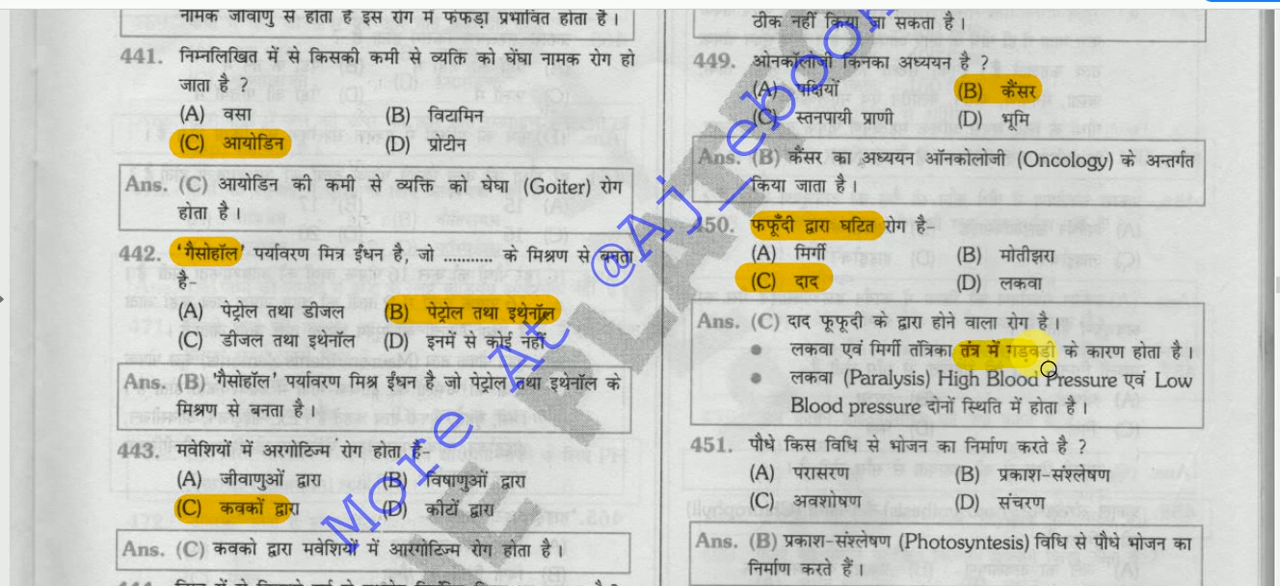 नामक जीवाणु से होता है इस रोग में फेफड़ा प्रभावित होता है।
441. निम्नलिखित में से किसकी कमी से व्यक्ति को घेंघा नामक रोग हो
जाता है ?
(A) वसा (B) विटामिन
(C) आयोडिन (D) प्रोटीन
Ans. (C) आयोडिन की कमी से व्यक्ति को घेघा (Goiter) रोग
होता है।
442. 'गैसोहॉल' पर्यावरण मित्र ईंधन है, जो ........... के मिश्रण से बनता
है-
(A) पेट्रोल तथा डीजल (B) पेट्रोल तथा इथेनॉल
(C) डीजल तथा इथेनॉल (D) इनमें से कोई नहीं
Ans. (B) 'गैसोहॉल' पर्यावरण मिश्र ईंधन है जो पेट्रोल तथा इथेनॉल के
मिश्रण से बनता है।
443. मवेशियों में अरगोटिज्म रोग होता है-
(A) जीवाणुओं द्वारा (B) विषाणुओं द्वारा
(C) कवकों द्वारा (D) कीटों द्वारा
Ans. (C) कवको द्वारा मवेशियों में आरगोटिज्म रोग होता है।
ठीक नहीं किया जा सकता है।
449. ओनकॉलोजी किनका अध्ययन है ?
(A) पक्षियों (B) कैंसर
(C) स्तनपायी प्राणी (D) भूमि
Ans. (B) कैंसर का अध्ययन ऑनकोलोजी (Oncology) के अन्तर्गत
किया जाता है।
450. फफूँदी द्वारा घटित रोग है-
(A) मिर्गी (B) मोतीझरा
(C) दाद (D) लकवा
Ans. (C) दाद फूफूदी के द्वारा होने वाला रोग है।
● लकवा एवं मिर्गी तंत्रिका तंत्र में गड़वडी के कारण होता है।
● लकवा (Paralysis) High Blood Pressure एवं Low
Blood pressure दोनों स्थिति में होता है।
451. पौधे किस विधि से भोजन का निर्माण करते है ?
(A) परासरण (B) प्रकाश-संश्लेषण
(C) अवशोषण (D) संचरण
Ans. (B) प्रकाश-संश्लेषण (Photosyntesis) विधि से पौधे भोजन का
निर्माण करते हैं।
More At @Aj_eboo